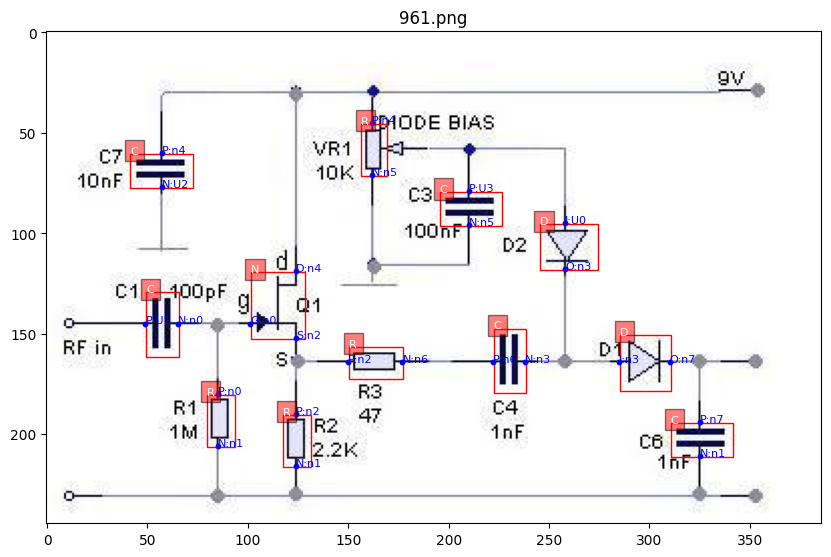 961.png
9V
C
P:n4
C7
10nF
N:U2
R
P:n4
DIODE BIAS
VR1
10K
N:n5
C
P:U3
C3
100nF
N:n5
D
I:U0
D2
O:n3
N
D:n4
d
g
Q1
G:n0
S:n2
S
C
C1
100pF
N:n0
RF in
R
P:n0
R1
1M
N:n1
R
P:n2
R2
2.2K
N:n1
R
P:n2
N:n6
R3
47
C
P:n6
N:n3
C4
1nF
D
D1
I:n3
O:n7
C
P:n7
C6
1nF
N:n1
0
50
100
150
200
0
50
100
150
200
250
300
350